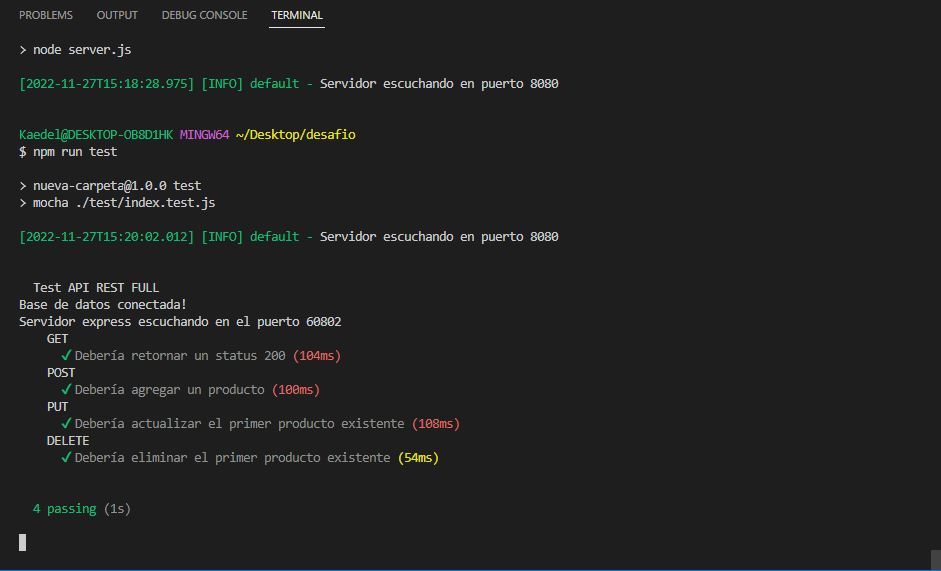 PROBLEMS OUTPUT DEBUG CONSOLE TERMINAL
> node server.js
[2022-11-27T15:18:28.975] [INFO] default - Servidor escuchando en puerto 8080
Kaedel@DESKTOP-OB8D1HK MINGW64 ~/Desktop/desafio
$ npm run test
> nueva-carpeta@1.0.0 test
> mocha ./test/index.test.js
[2022-11-27T15:20:02.012] [INFO] default - Servidor escuchando en puerto 8080
Test API REST FULL
Base de datos conectada!
Servidor express escuchando en el puerto 60802
GET
✓ Debería retornar un status 200 (104ms)
POST
✓ Debería agregar un producto (100ms)
PUT
✓ Debería actualizar el primer producto existente (108ms)
DELETE
✓ Debería eliminar el primer producto existente (54ms)
4 passing (1s)